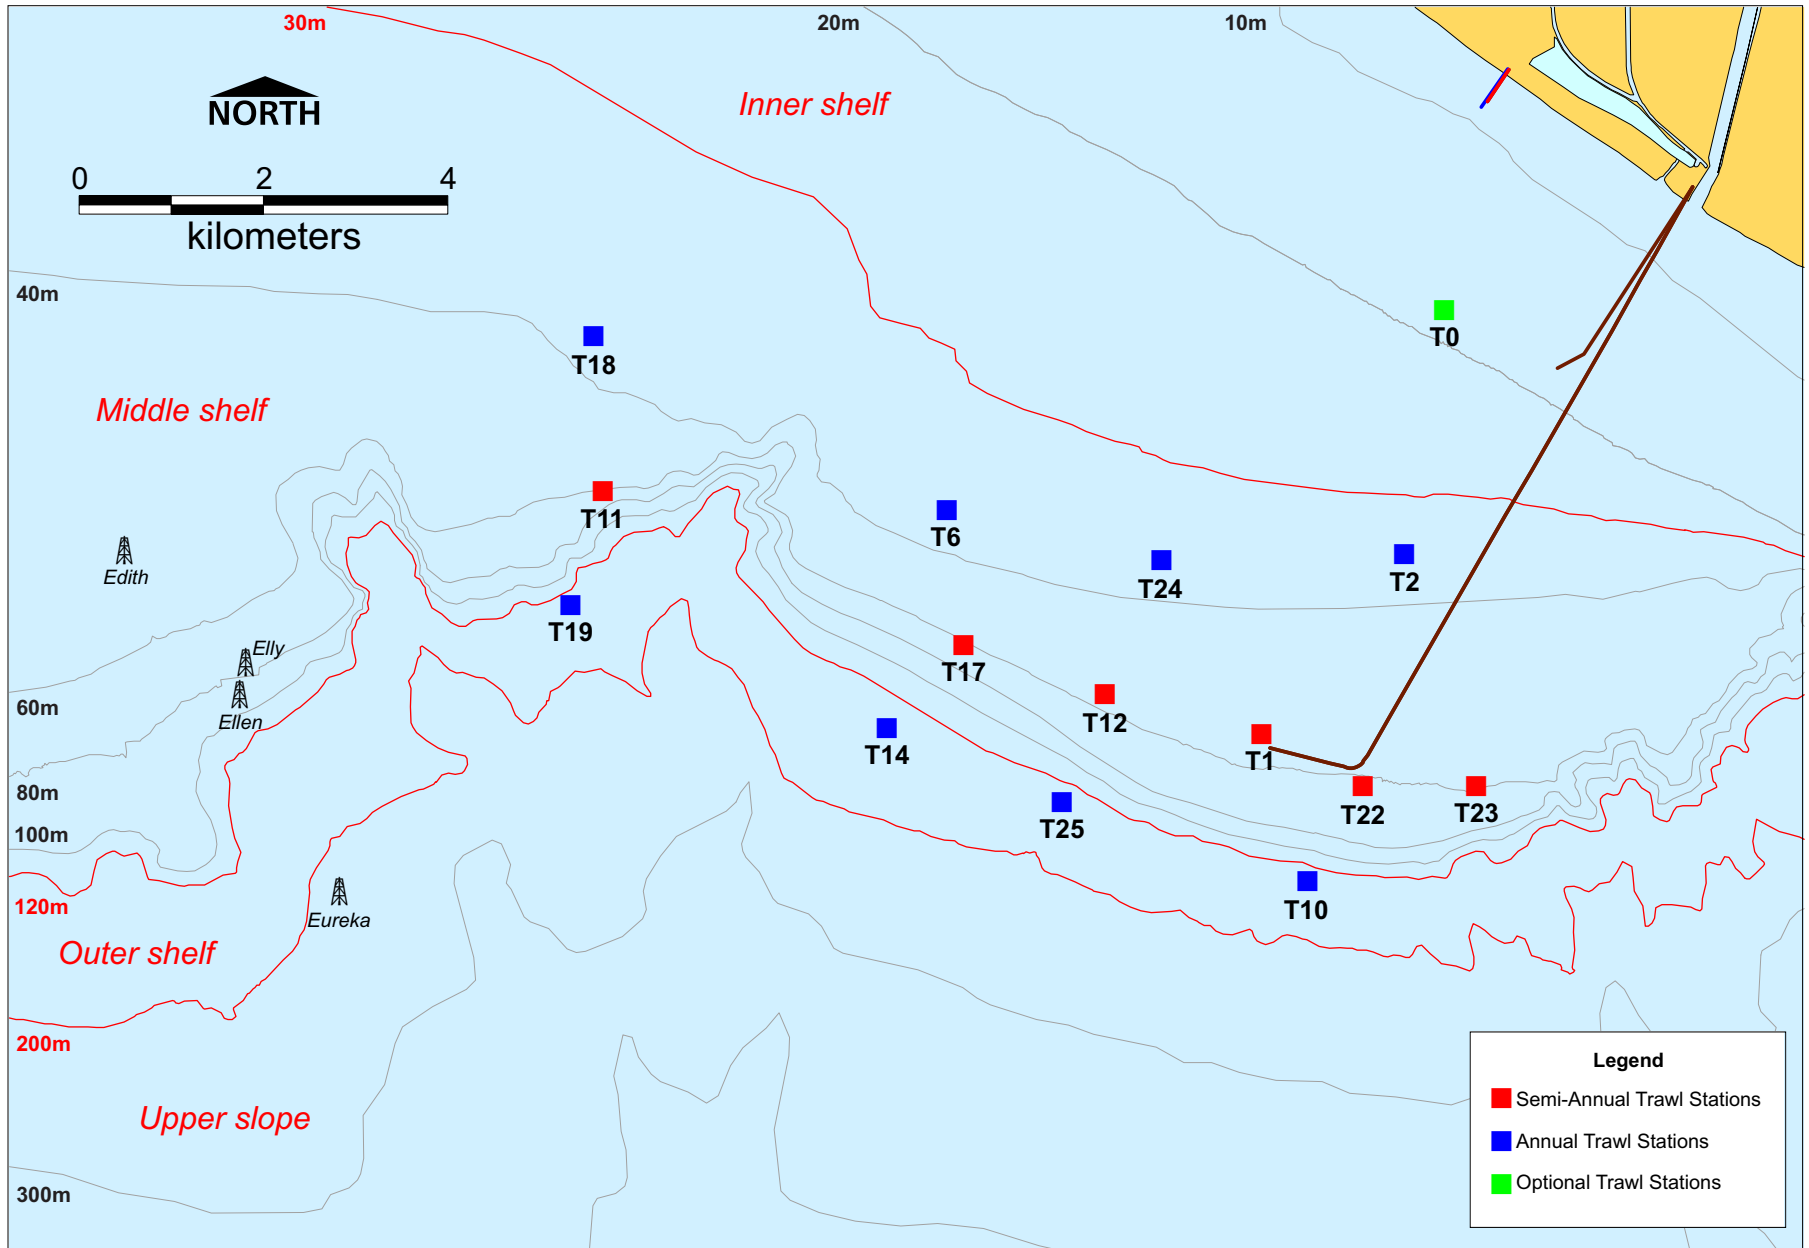 30m
20m
10m
Inner shelf
NORTH
0 2 4
kilometers
40m
T0
T18
Middle shelf
T11
T6
T24
T2
Edith
T19
Elly
T17
Ellen
60m
T12
T14
T1
80m
T22
T23
T25
100m
120m
Eureka
T10
Outer shelf
200m
Upper slope
300m
Legend
Semi-Annual Trawl Stations
Annual Trawl Stations
Optional Trawl Stations